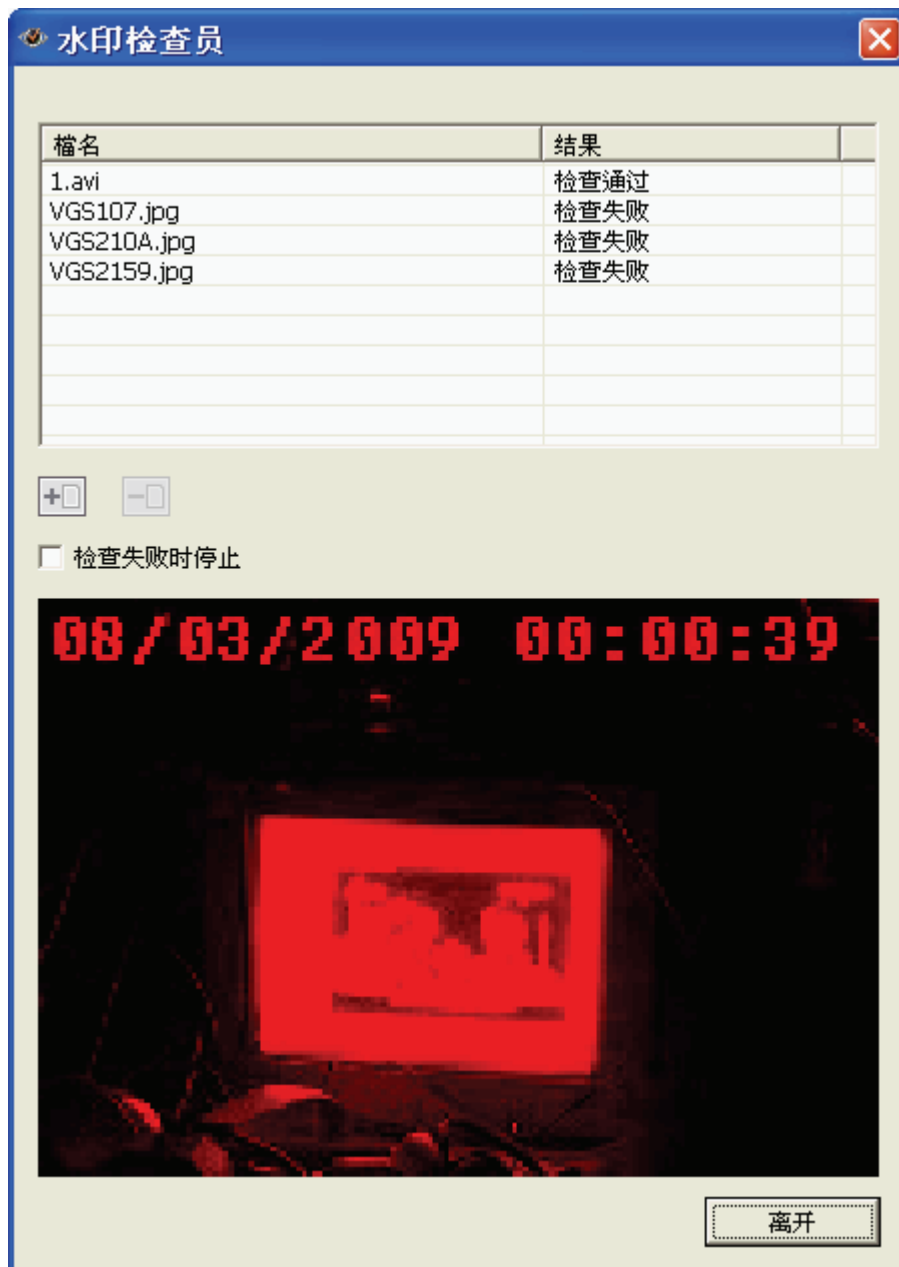 水印检查员
檔名 结果
1.avi 检查通过
VGS107.jpg 检查失败
VGS210A.jpg 检查失败
VGS2159.jpg 检查失败
检查失败时停止
08/03/2009 00:00:39
离开